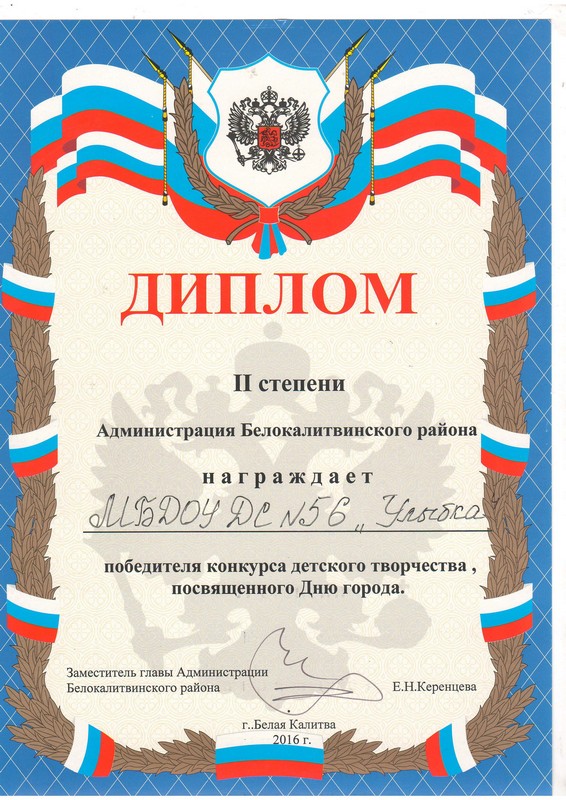 ДИПЛОМ
II степени
Администрация Белокалитвинского района
награждает
МБДОУ ДС №56 „Улыбка"
победителя конкурса детского творчества ,
посвященного Дню города.
Заместитель главы Администрации
Белокалитвинского района Е.Н.Керенцева
г..Белая Калитва
2016 г.